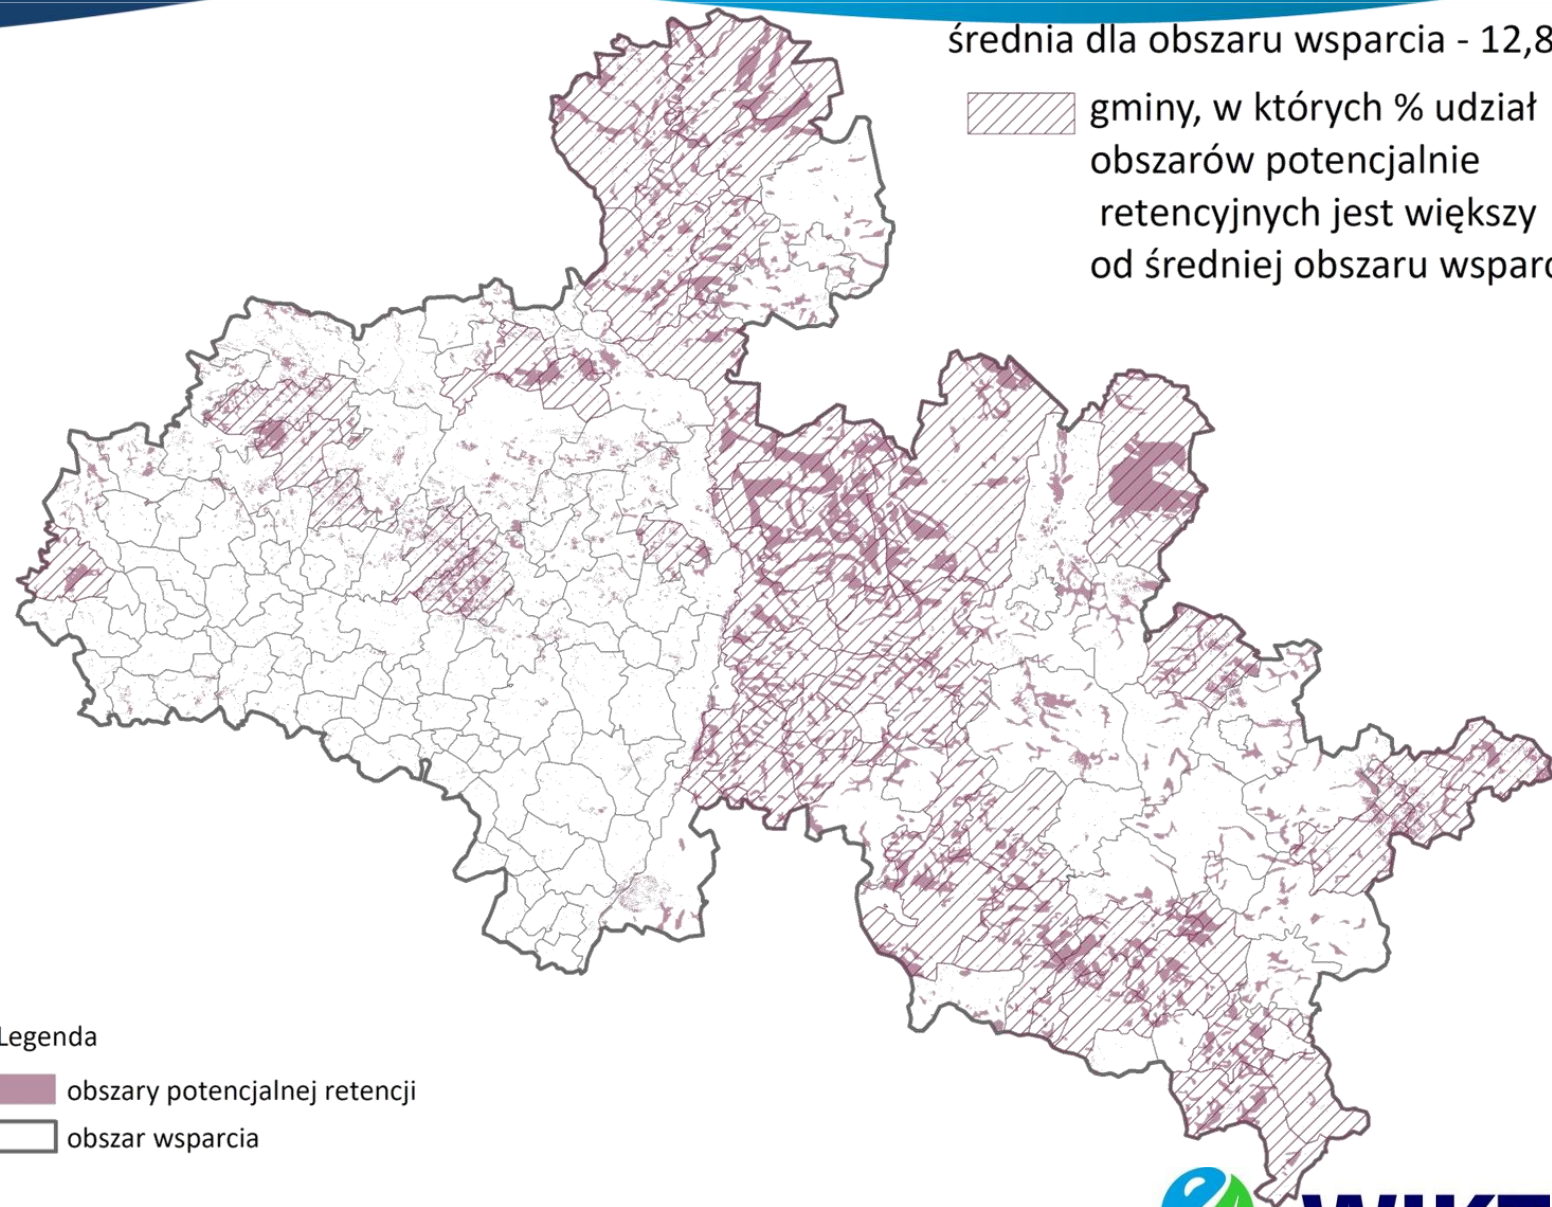 średnia dla obszaru wsparcia - 12,8
gminy, w których % udział
obszarów potencjalnie
retencyjnych jest większy
od średniej obszaru wsparc
Legenda
obszary potencjalnej retencji
obszar wsparcia